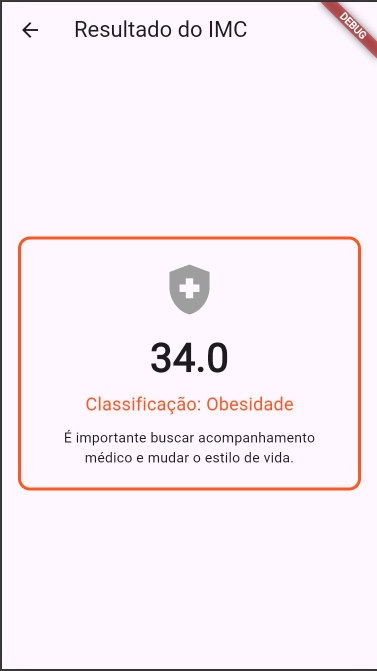 Resultado do IMC
DEBUG
34.0
Classificação: Obesidade
É importante buscar acompanhamento
médico e mudar o estilo de vida.